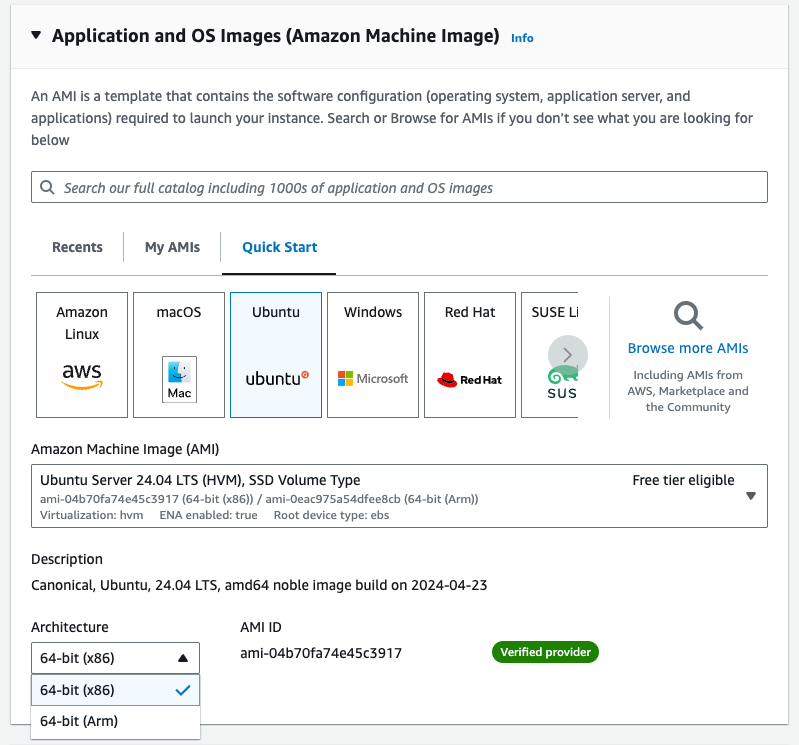 Application and OS Images (Amazon Machine Image) Info
An AMI is a template that contains the software configuration (operating system, application server, and
applications) required to launch your instance. Search or Browse for AMIs if you don't see what you are looking for
below
Search our full catalog including 1000s of application and OS images
Recents
My AMIs
Quick Start
Amazon
Linux
aws
macOS
Mac
Ubuntu
ubuntu
Windows
Microsoft
Red Hat
Red Hat
SUSE Li
SUS
Browse more AMIs
Including AMIs from
AWS, Marketplace and
the Community
Amazon Machine Image (AMI)
Ubuntu Server 24.04 LTS (HVM), SSD Volume Type
Free tier eligible
ami-04b70fa74e45c3917 (64-bit (x86)) / ami-0eac975a54dfee8cb (64-bit (Arm))
Virtualization: hvm ENA enabled: true Root device type: ebs
Description
Canonical, Ubuntu, 24.04 LTS, amd64 noble image build on 2024-04-23
Architecture
64-bit (x86)
64-bit (x86)
64-bit (Arm)
AMI ID
ami-04b70fa74e45c3917
Verified provider